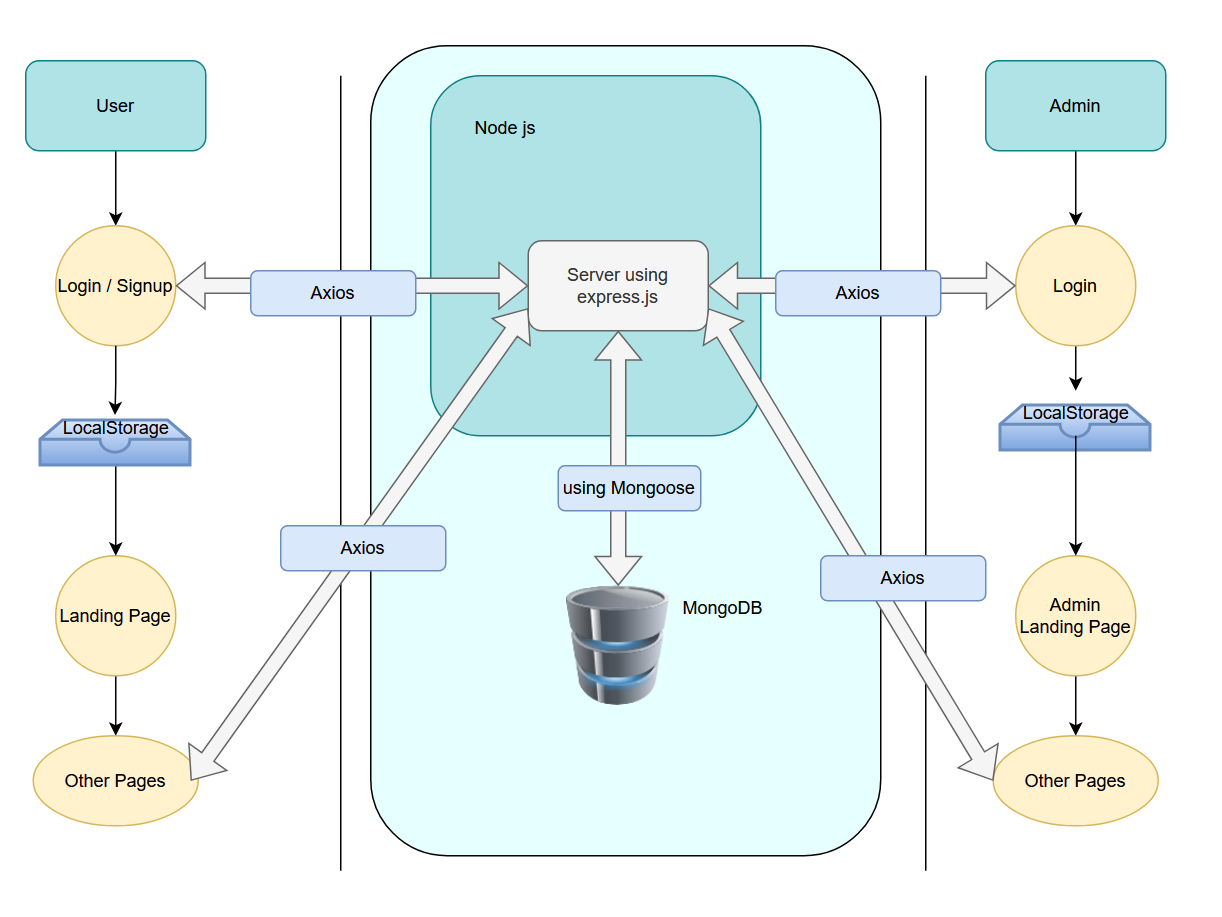 User
Node js
Admin
Login / Signup
Axios
Server using
express.js
Axios
Login
LocalStorage
LocalStorage
using Mongoose
Axios
Axios
Landing Page
MongoDB
Admin
Landing Page
Other Pages
Other Pages